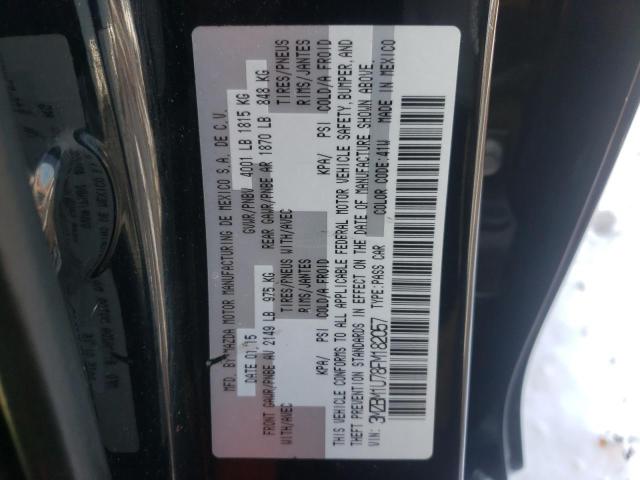 MFD. BY MAZDA MOTOR MANUFACTURING DE MEXICO S.A. DE C.V.
DATE 01/15 GVWR/PNBV 4001 LB 1815 KG
FRONT GAWR/PNBE AV 2149 LB 975 KG REAR GAWR/PNBE AR 1870 LB 848 KG
WITH/AVEC TIRES/PNEUS WITH/AVEC TIRES/PNEUS
RIMS/JANTES RIMS/JANTES
KPA/ PSI COLD/A FROID KPA/ PSI COLD/A FROID
THIS VEHICLE CONFORMS TO ALL APPLICABLE FEDERAL MOTOR VEHICLE SAFETY, BUMPER, AND
THEFT PREVENTION STANDARDS IN EFFECT ON THE DATE OF MANUFACTURE SHOWN ABOVE.
VIN: 3MZBM1U78FM182057 TYPE:PASS CAR COLOR CODE:41W MADE IN MEXICO